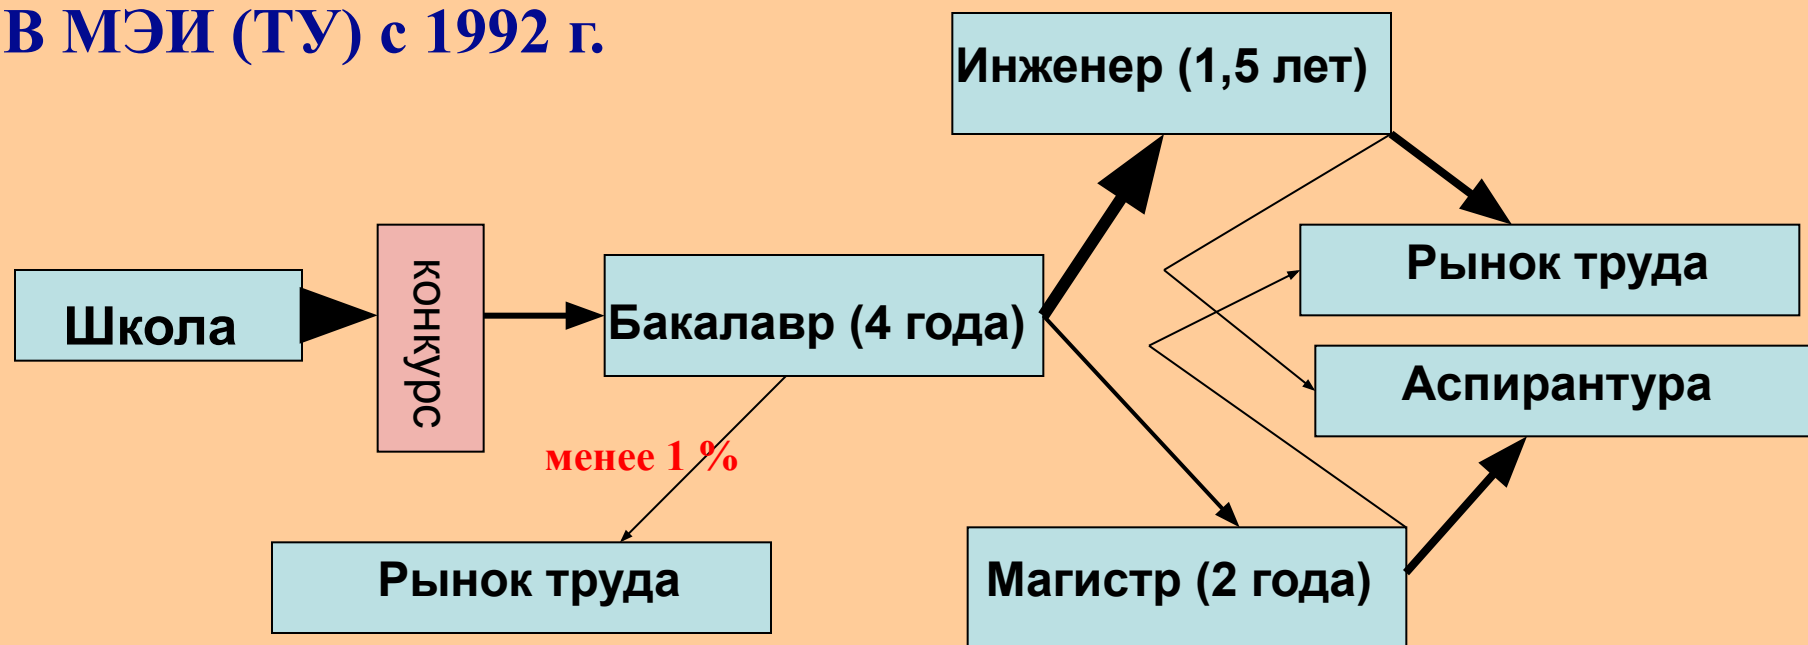 В МЭИ (ТУ) с 1992 г.
Инженер (1,5 лет)
Школа
конкурс
Бакалавр (4 года)
Рынок труда
Аспирантура
менее 1 %
Рынок труда
Магистр (2 года)